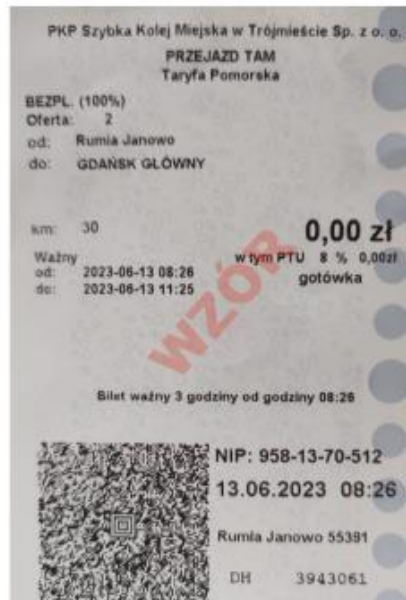 PKP Szybka Kolej Miejska w Trójmieście Sp. z o. o.
PRZEJAZD TAM
Taryfa Pomorska
BEZPŁ. (100%)
Oferta: 2
od: Rumia Janowo
do: GDAŃSK GŁÓWNY
km: 30
0,00 zł
Ważny
w tym PTU 8 % 0,00zł
od: 2023-06-13 08:26
gotówka
do: 2023-06-13 11:25
WZÓR
Bilet ważny 3 godziny od godziny 08:26
NIP: 958-13-70-512
13.06.2023 08:26
Rumia Janowo 55391
DH 3943061